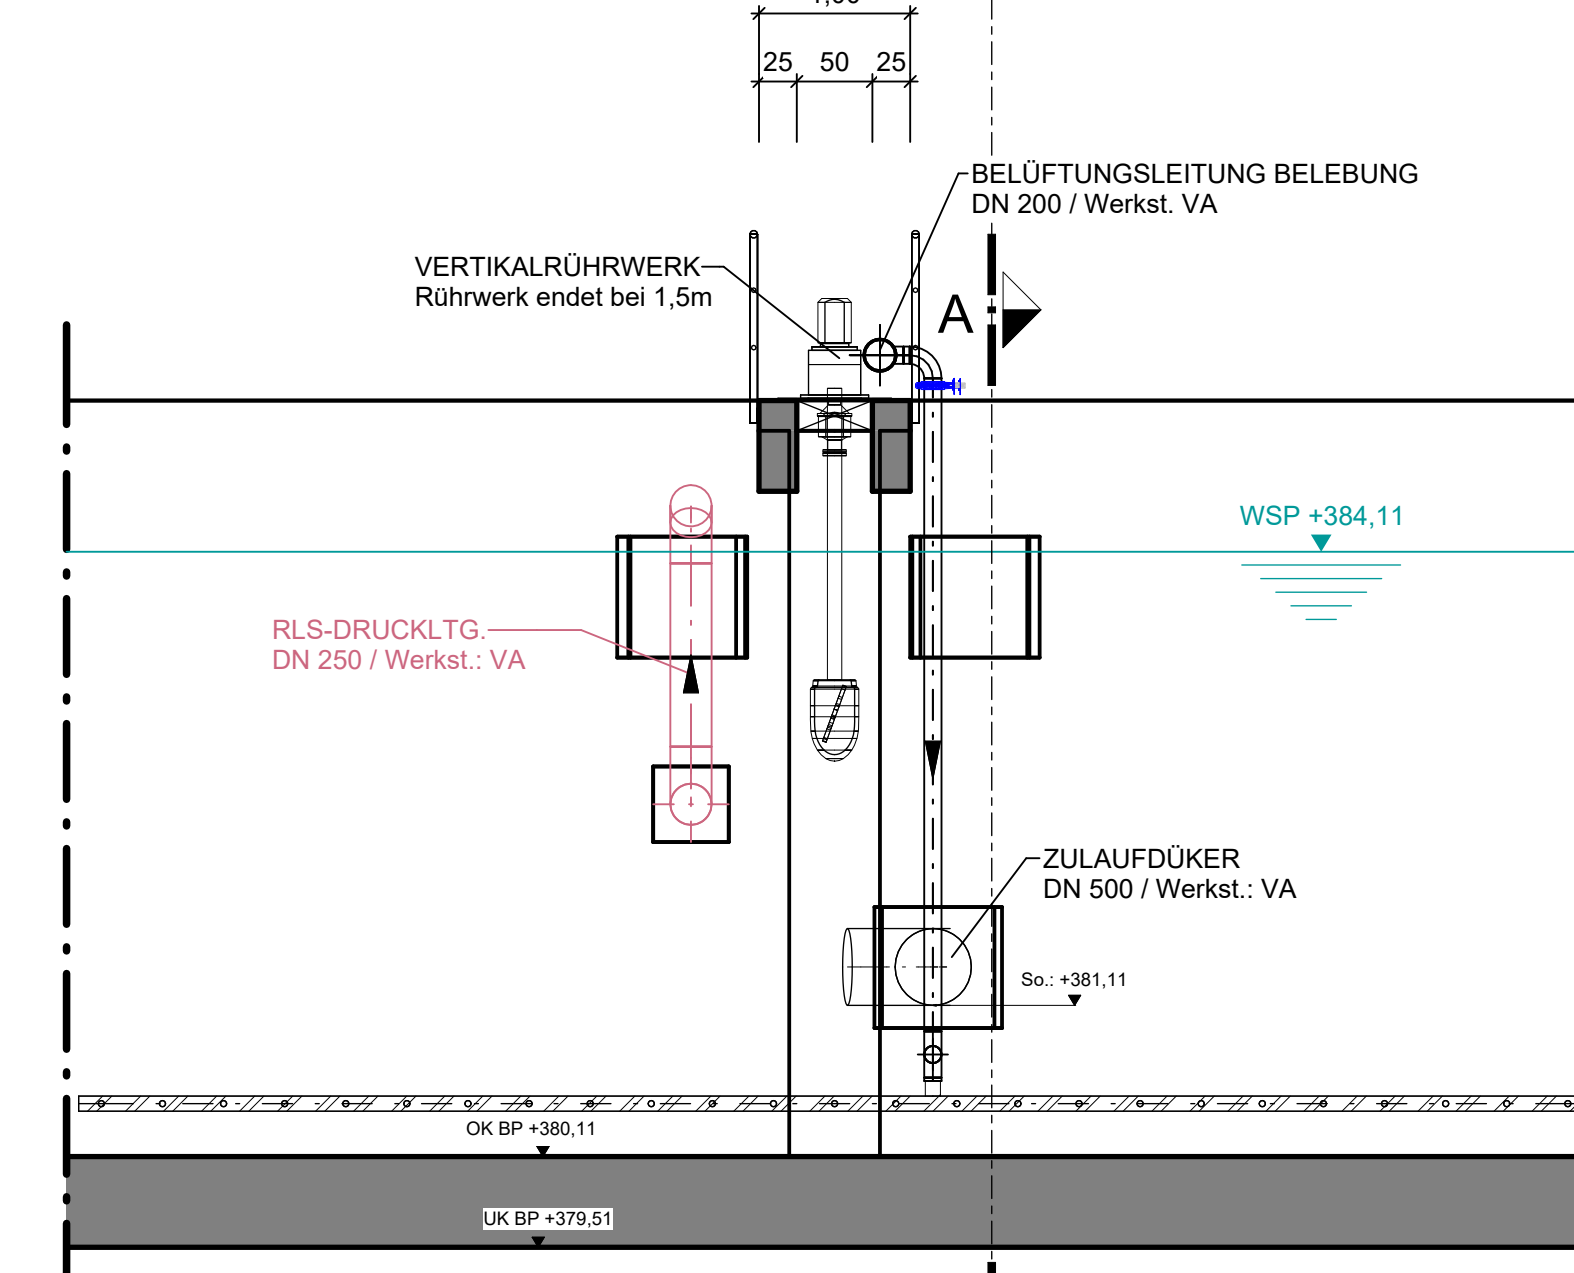 25 50 25
BELÜFTUNGSLEITUNG BELEBUNG
DN 200 / Werkst. VA
VERTIKALRÜHRWERK
Rührwerk endet bei 1,5m
A
WSP +384,11
RLS-DRUCKLTG.
DN 250 / Werkst.: VA
ZULAUFDÜKER
DN 500 / Werkst.: VA
So.: +381,11
OK BP +380,11
UK BP +379,51